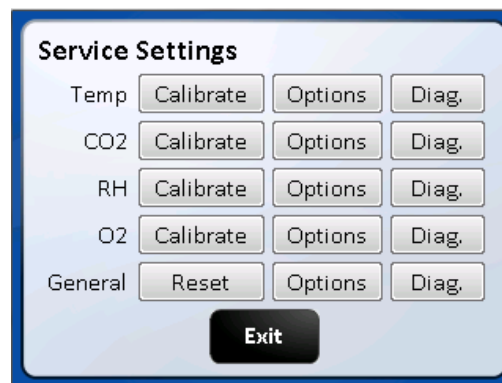 Service Settings
Temp Calibrate Options Diag.
CO2 Calibrate Options Diag.
RH Calibrate Options Diag.
O2 Calibrate Options Diag.
General Reset Options Diag.
Exit